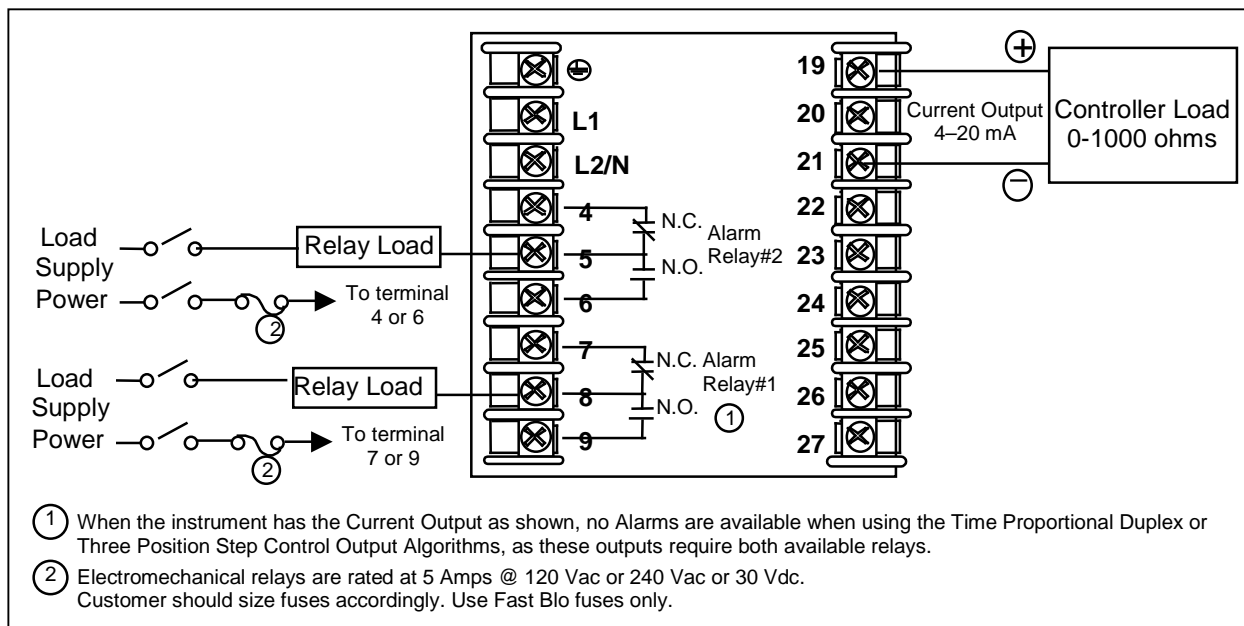 19
20
21
22
23
24
25
26
27
L1
L2/N
4
5
6
7
8
9
+
Current Output
4–20 mA
−
Controller Load
0-1000 ohms
N.C.
Alarm
Relay#2
N.O.
N.C.
Alarm
Relay#1
N.O.
1
Load
Supply
Power
Relay Load
2
To terminal
4 or 6
Load
Supply
Power
Relay Load
2
To terminal
7 or 9
1 When the instrument has the Current Output as shown, no Alarms are available when using the Time Proportional Duplex or
Three Position Step Control Output Algorithms, as these outputs require both available relays.
2 Electromechanical relays are rated at 5 Amps @ 120 Vac or 240 Vac or 30 Vdc.
Customer should size fuses accordingly. Use Fast Blo fuses only.